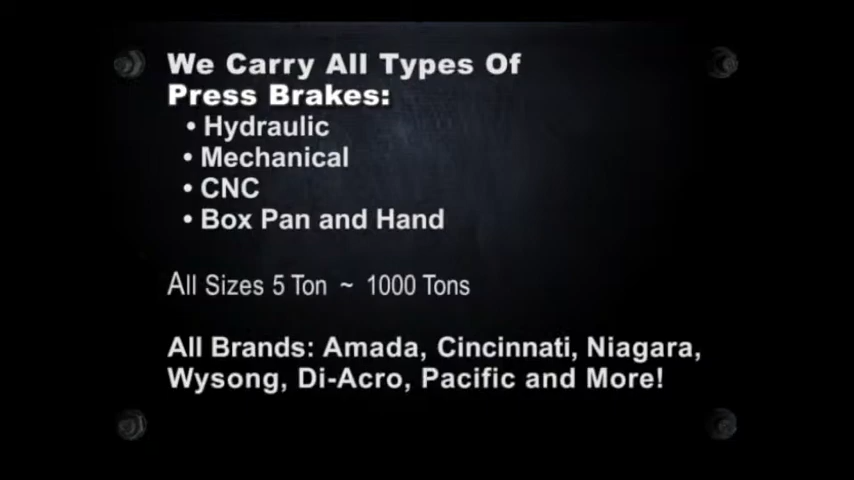 We Carry All Types Of
Press Brakes:
• Hydraulic
• Mechanical
• CNC
• Box Pan and Hand
All Sizes 5 Ton ~ 1000 Tons
All Brands: Amada, Cincinnati, Niagara,
Wysong, Di-Acro, Pacific and More!